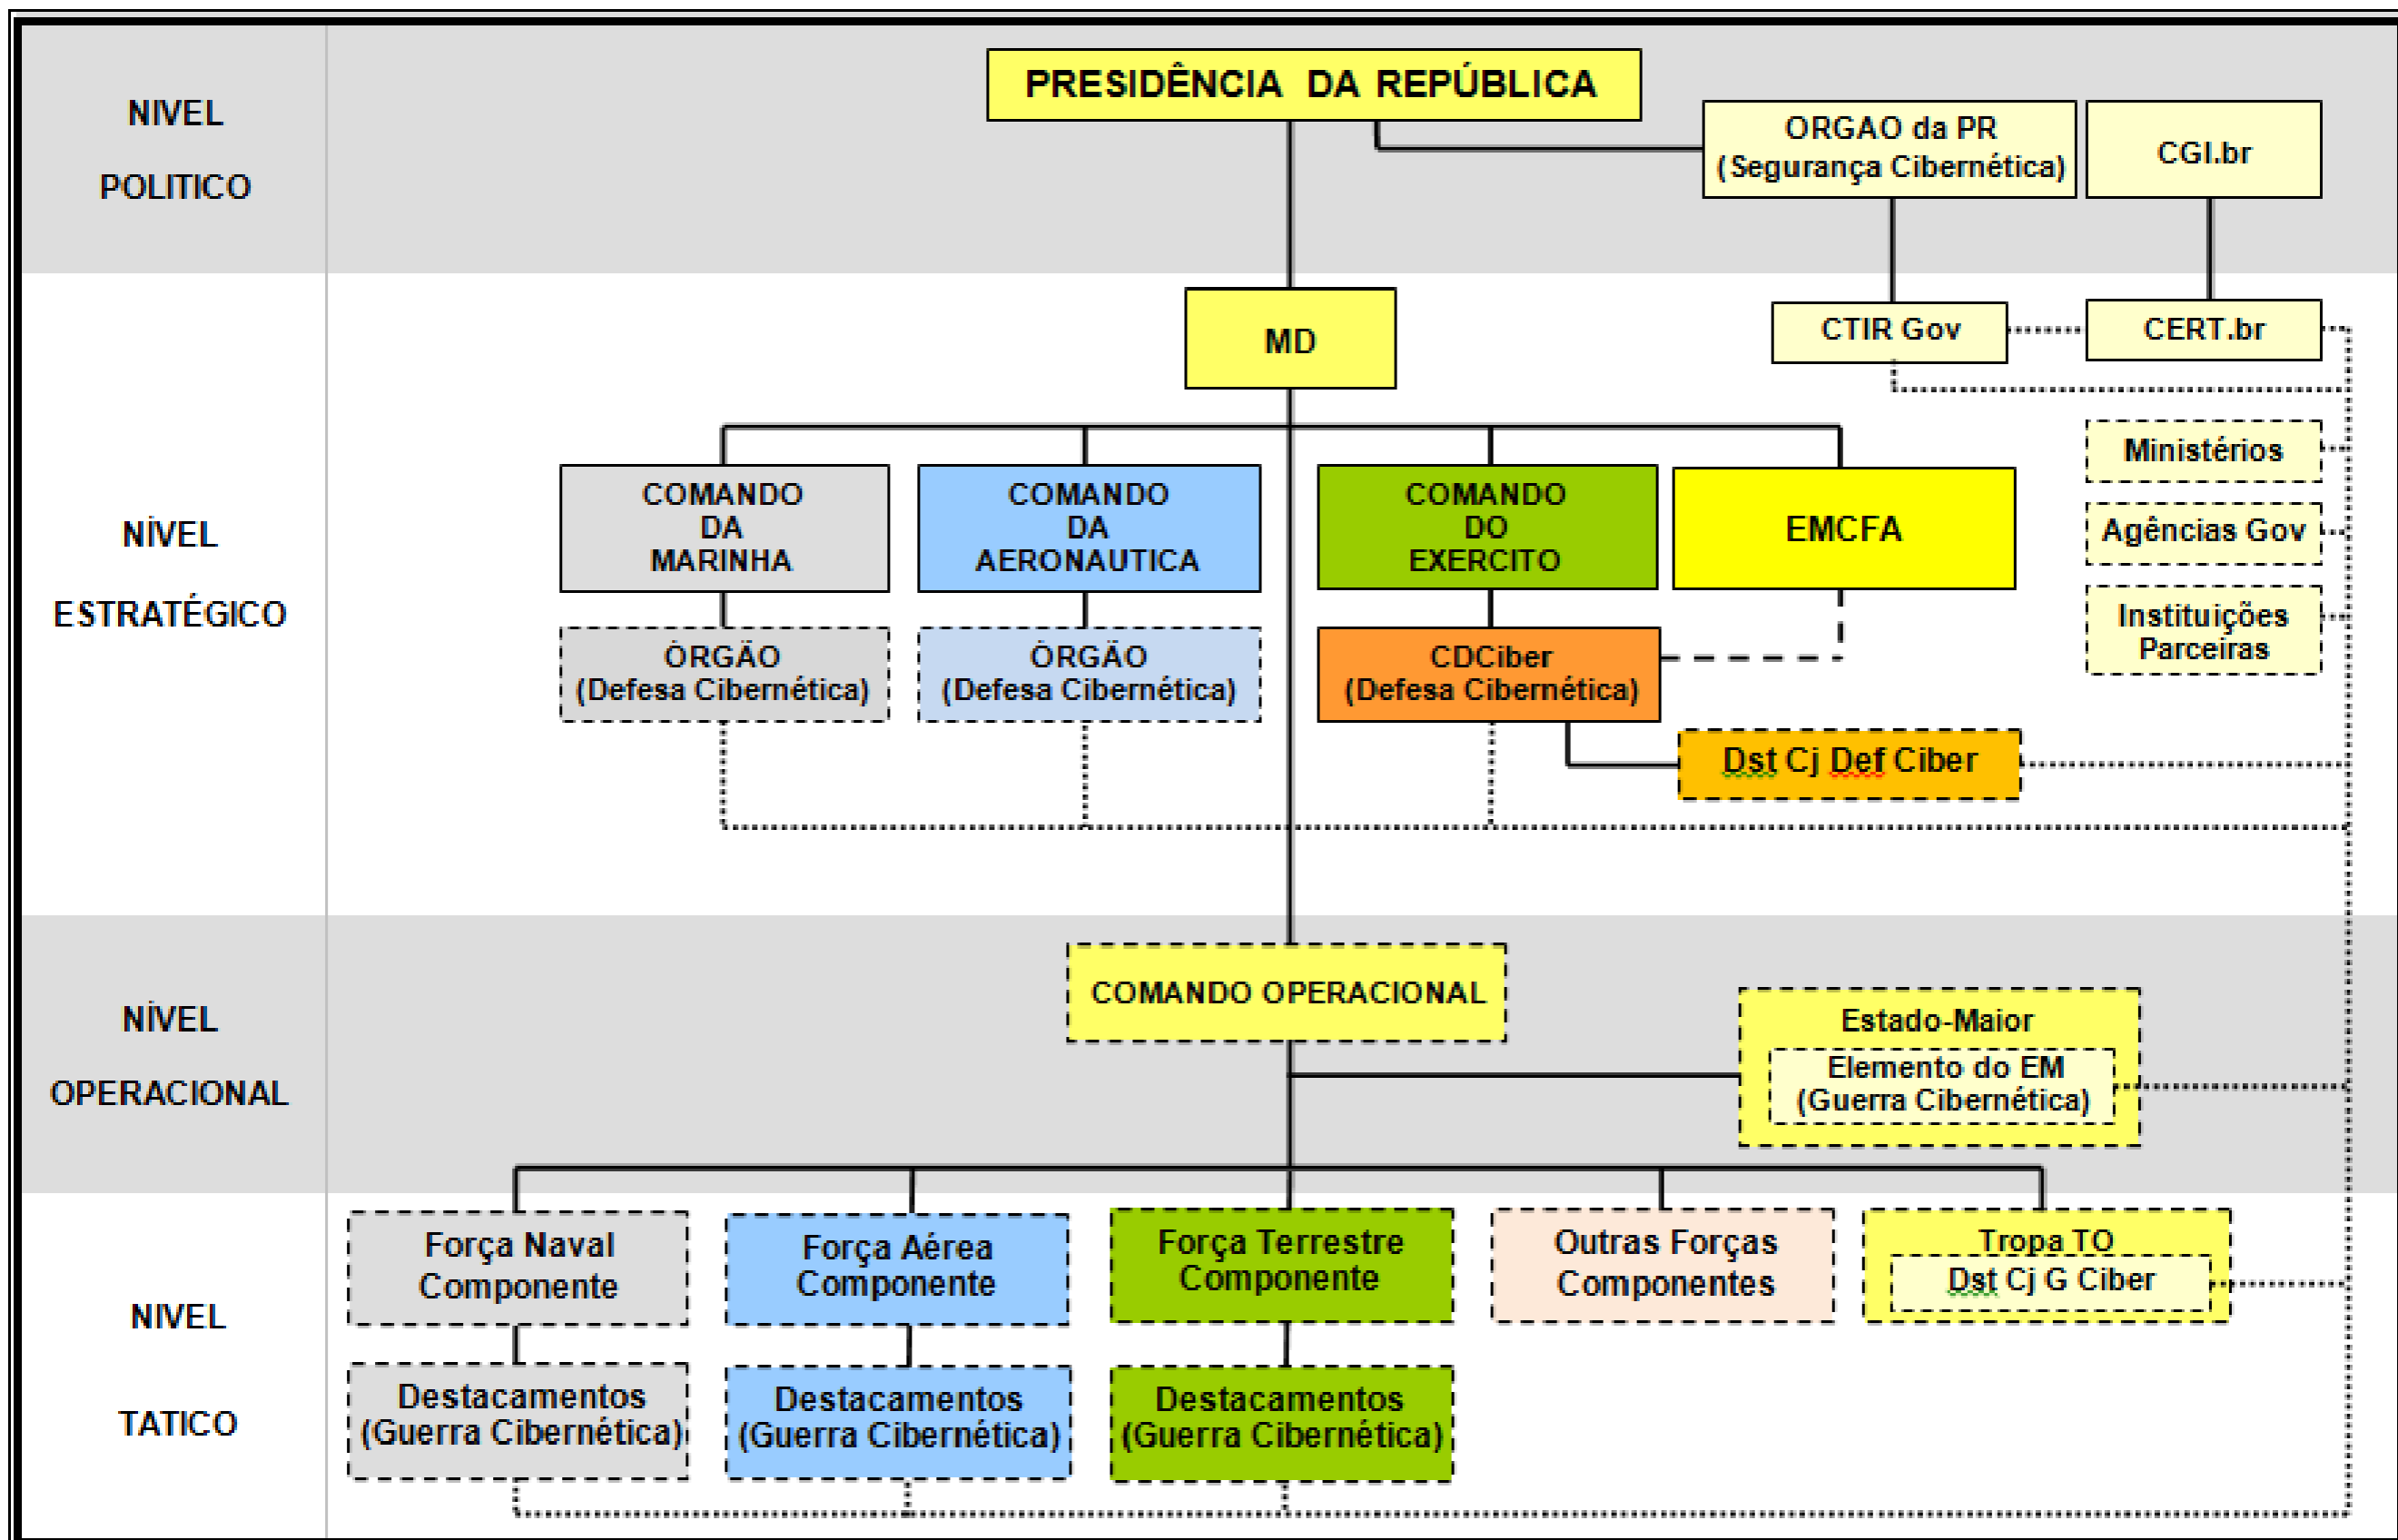 PRESIDÊNCIA DA REPÚBLICA
NIVEL
POLITICO
ORGAO da PR
(Segurança Cibernética)
CGI.br
MD
CTIR Gov
CERT.br
NÍVEL
ESTRATÉGICO
COMANDO
DA
MARINHA
COMANDO
DA
AERONAUTICA
COMANDO
DO
EXERCITO
EMCFA
Ministérios
Agências Gov
Instituições
Parceiras
ÓRGÃO
(Defesa Cibernética)
ÓRGÃO
(Defesa Cibernética)
CDCiber
(Defesa Cibernética)
Dst Cj Def Ciber
NÍVEL
OPERACIONAL
COMANDO OPERACIONAL
Estado-Maior
Elemento do EM
(Guerra Cibernética)
NIVEL
TATICO
Força Naval
Componente
Força Aérea
Componente
Força Terrestre
Componente
Outras Forças
Componentes
Tropa TO
Dst Cj G Ciber
Destacamentos
(Guerra Cibernética)
Destacamentos
(Guerra Cibernética)
Destacamentos
(Guerra Cibernética)